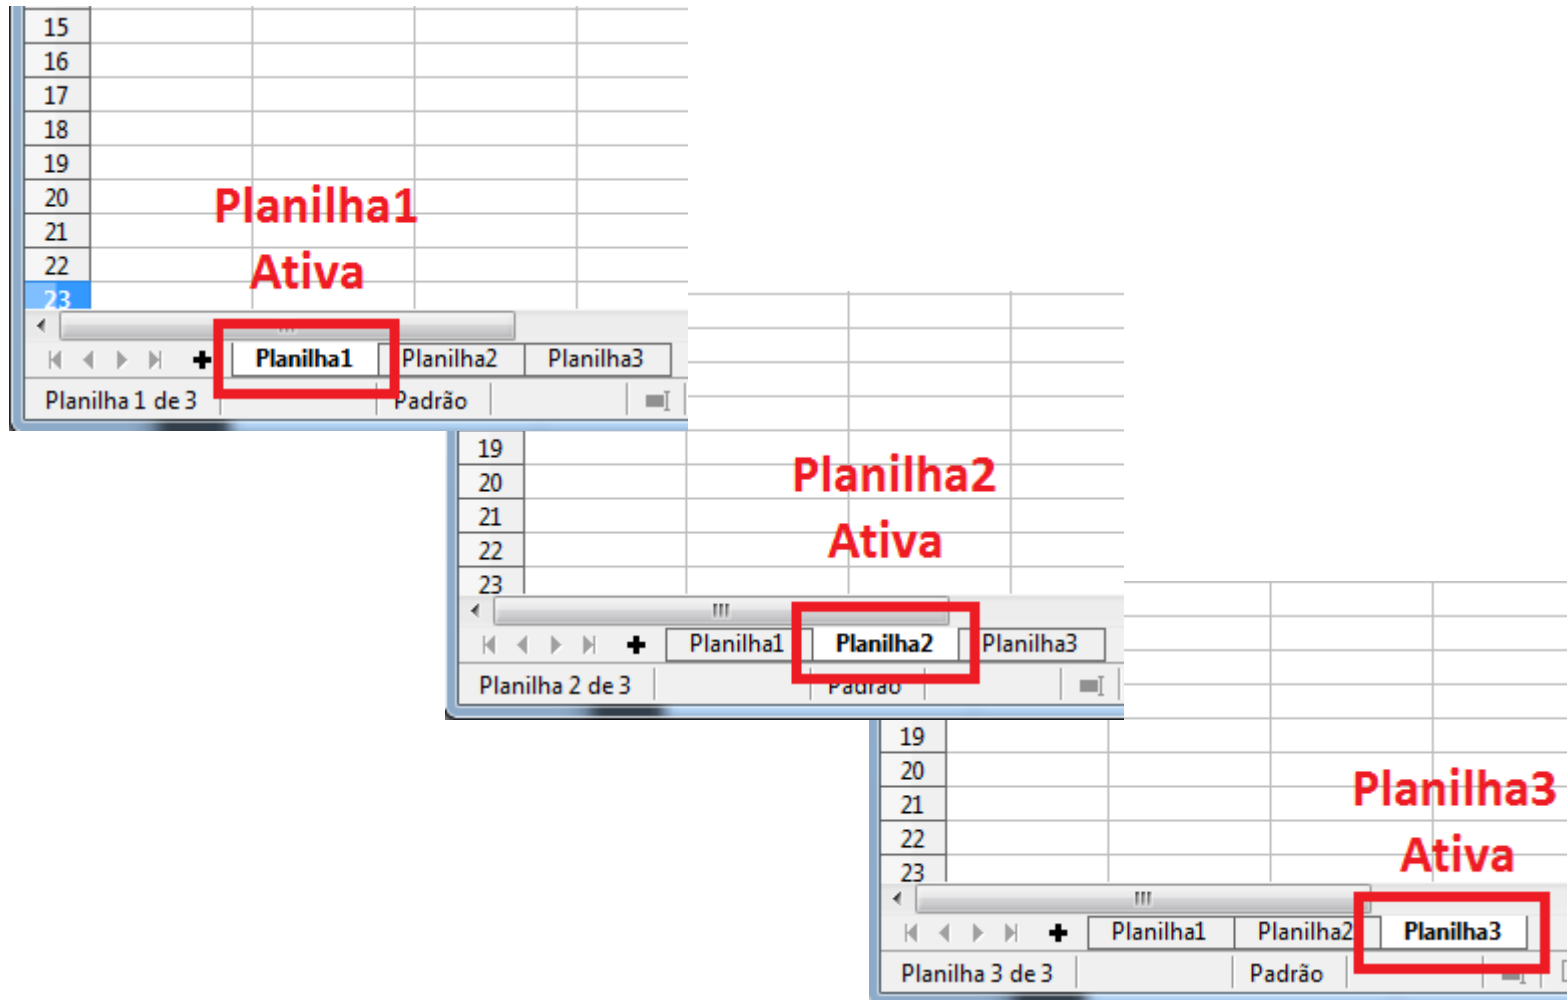 15
16
17
18
19
20
21
22
23
Planilha1
Ativa
Planilha1 Planilha2 Planilha3
Planilha 1 de 3 Padrão
19
20
21
22
23
Planilha2
Ativa
Planilha1 Planilha2 Planilha3
Planilha 2 de 3 Padrão
19
20
21
22
23
Planilha3
Ativa
Planilha1 Planilha2 Planilha3
Planilha 3 de 3 Padrão